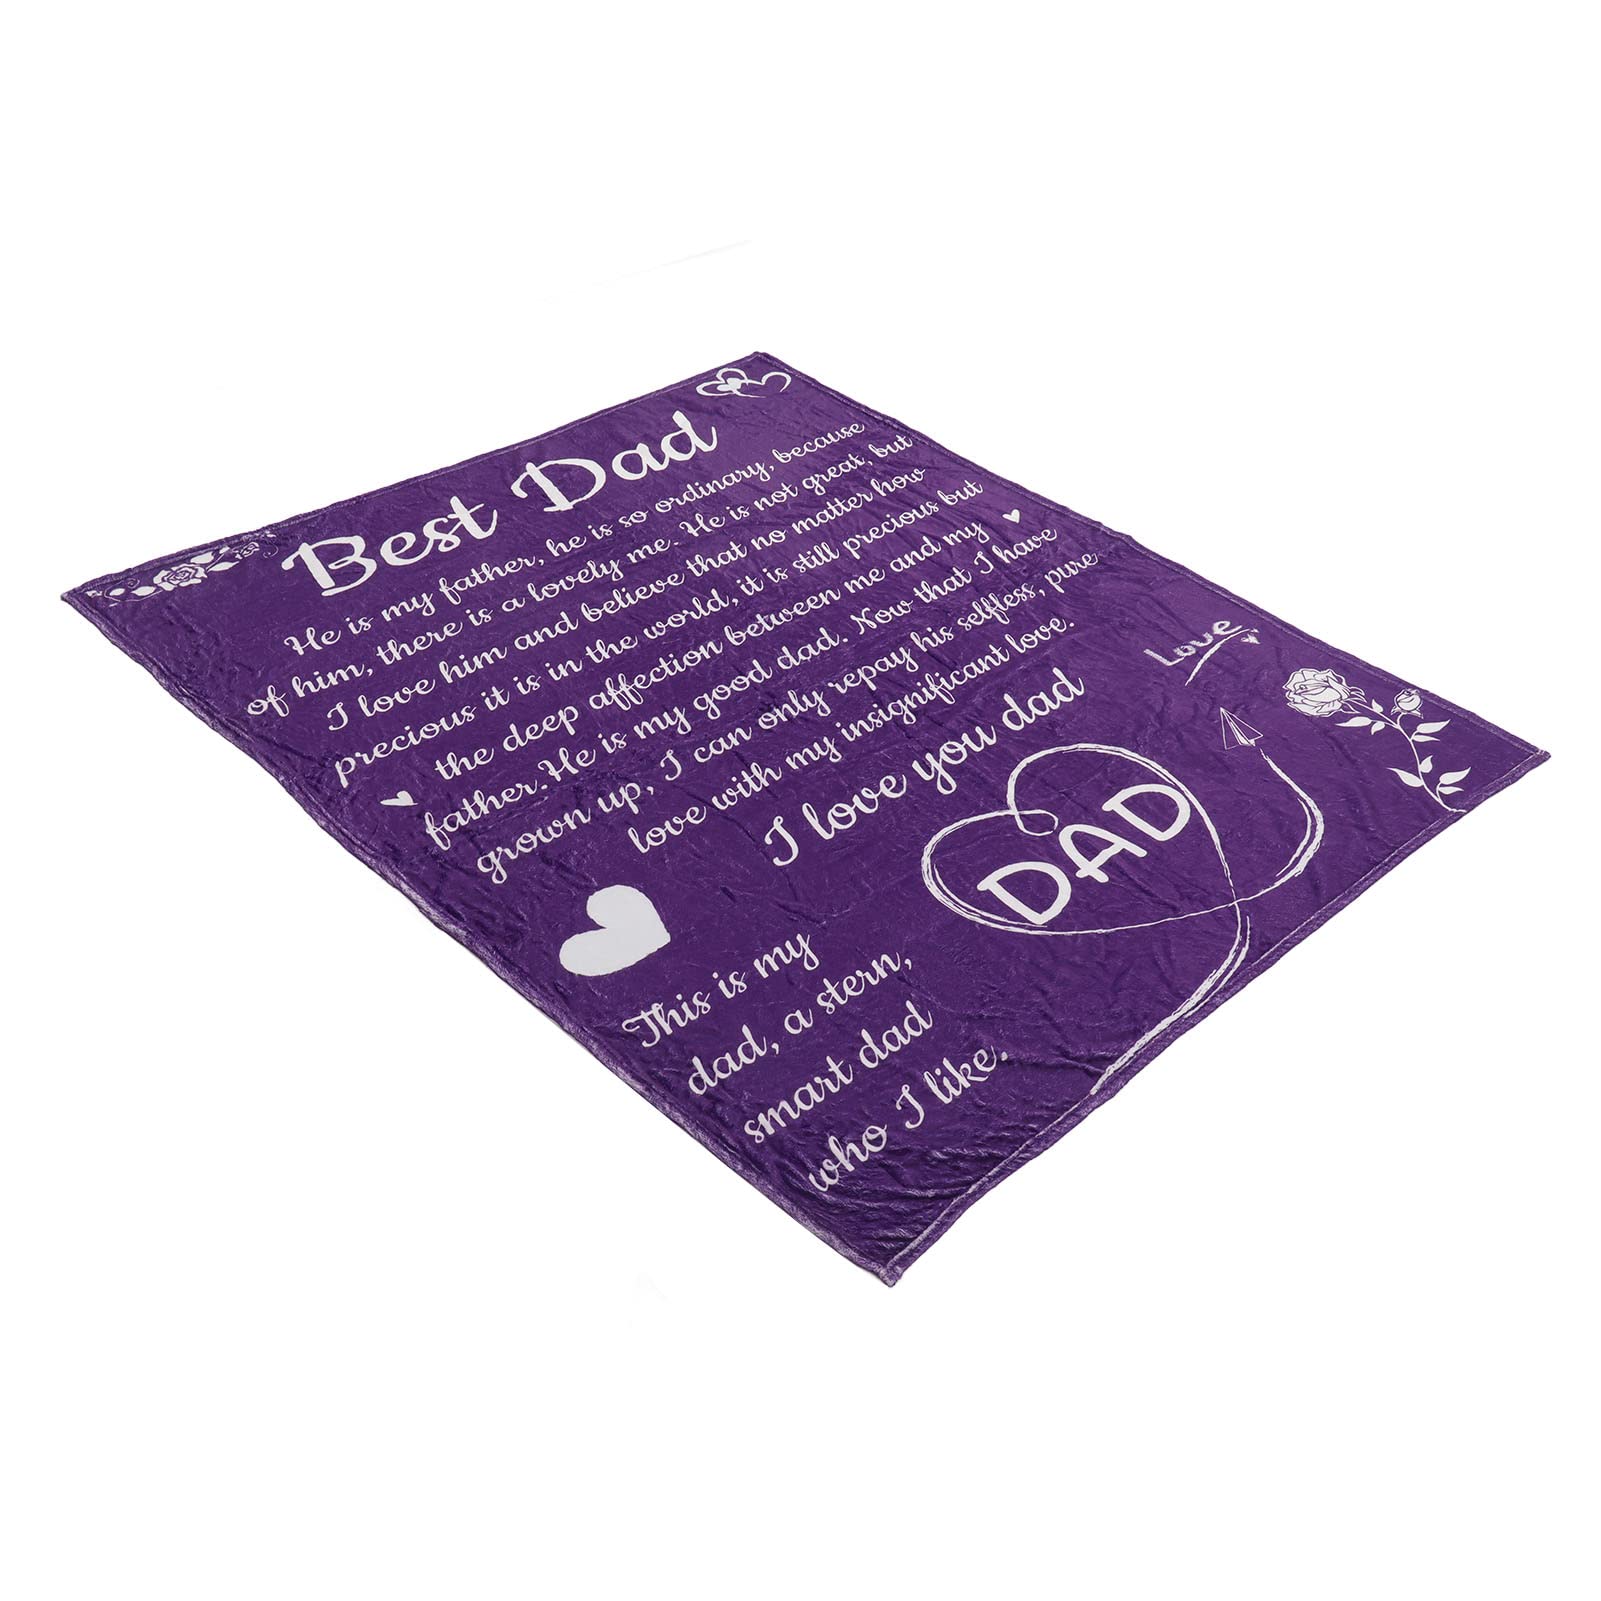 Best Dad
He is my father, he is so ordinary, because
of him, there is a lovely me. He is not great, but
I love him and believe that no matter how
precious it is in the world, it is still precious but
the deep affection between me and my
father. He is my good dad. Now that I have
grown up, I can only repay his selfless, pure
love with my insignificant love.
I love you dad
Love
DAD
This is my
dad, a stern,
smart dad
who I like.